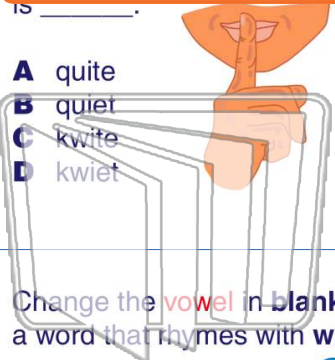 is ______.
A quite
B quiet
C kwite
D kwiet
Change the vowel in blank
a word that rhymes with